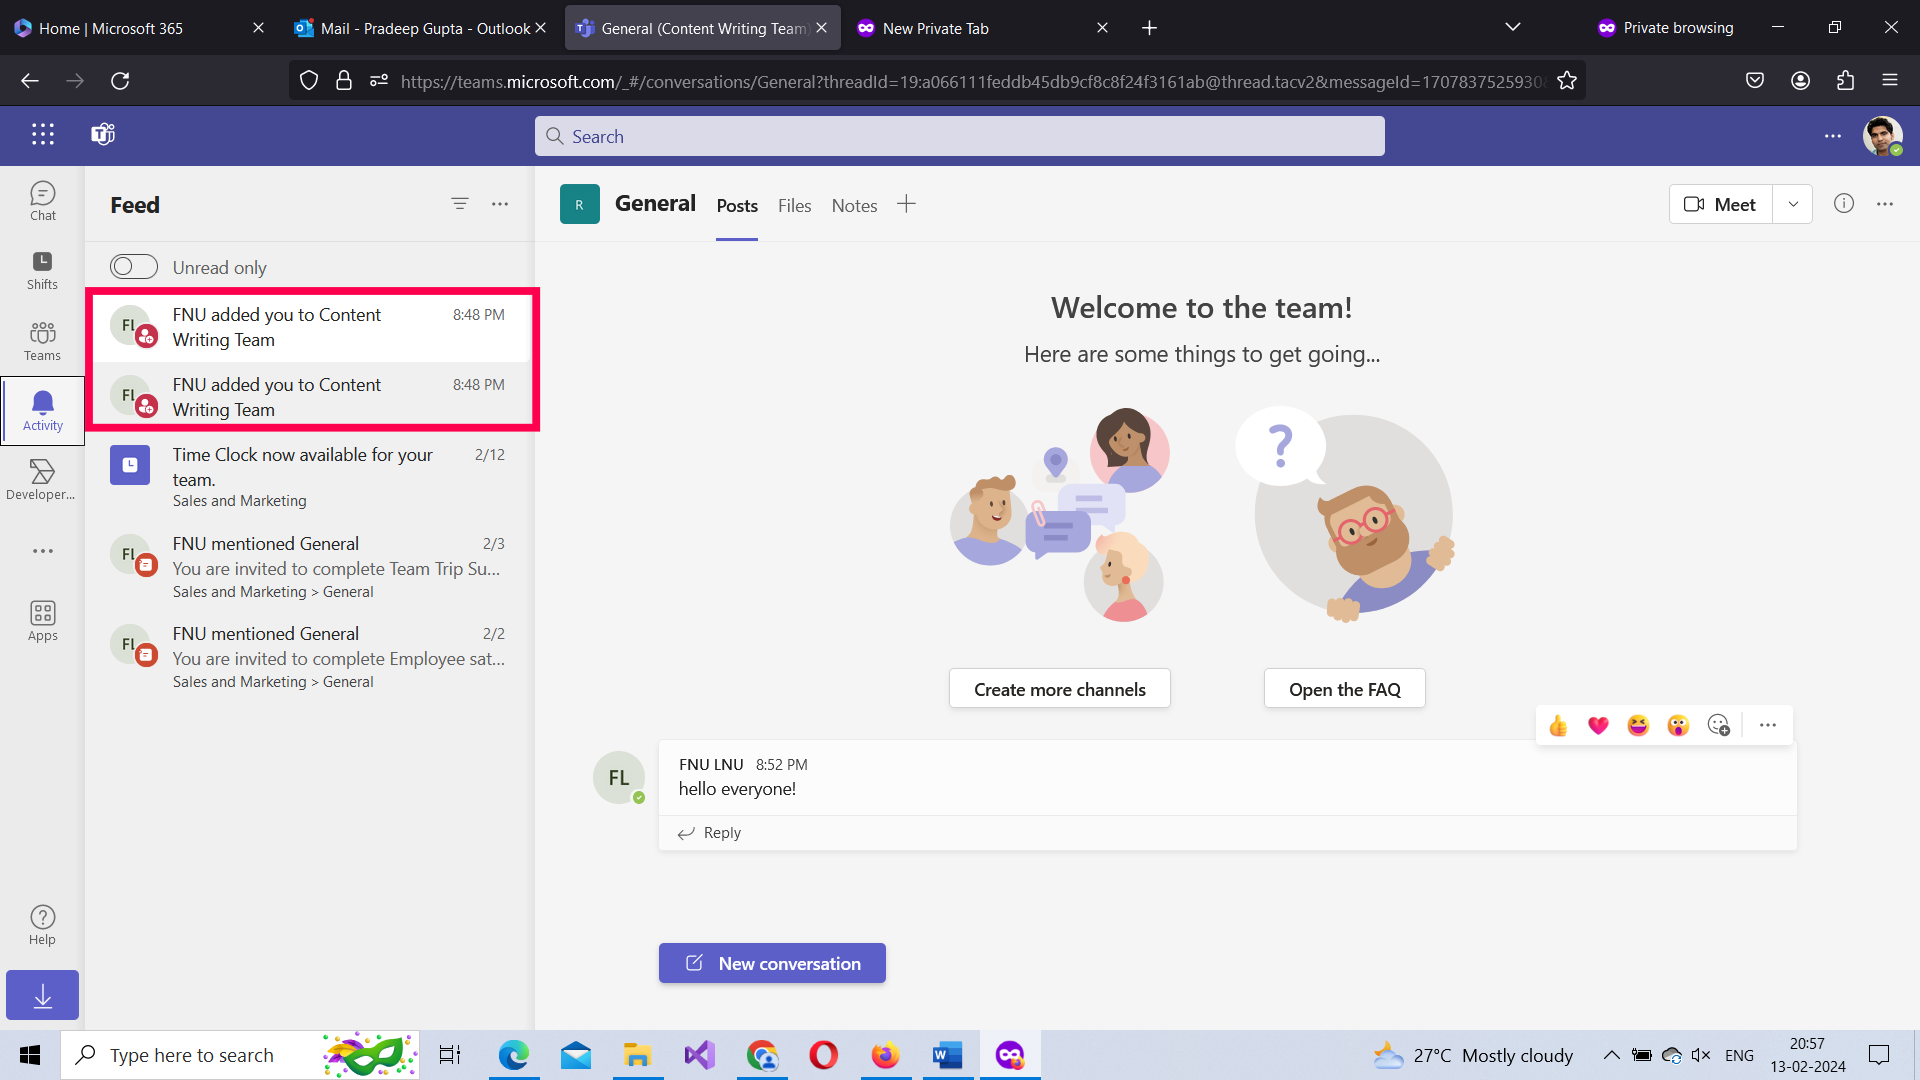 Home | Microsoft 365
Mail - Pradeep Gupta - Outlook
General (Content Writing Team)
New Private Tab
Private browsing
https://teams.microsoft.com/_#/conversations/General?threadId=19:a066111feddb45db9cf8c8f24f3161ab@thread.tacv2&messageId=1707837525930
Search
Chat
Shifts
Teams
Activity
Developer...
Apps
Help
Feed
Unread only
FNU added you to Content 8:48 PM
Writing Team
FNU added you to Content 8:48 PM
Writing Team
Time Clock now available for your 2/12
team.
Sales and Marketing
FNU mentioned General 2/3
You are invited to complete Team Trip Su...
Sales and Marketing > General
FNU mentioned General 2/2
You are invited to complete Employee sat...
Sales and Marketing > General
R General Posts Files Notes
Meet
Welcome to the team!
Here are some things to get going...
Create more channels Open the FAQ
FL
FNU LNU 8:52 PM
hello everyone!
Reply
New conversation
Type here to search
27°C Mostly cloudy
ENG
20:57
13-02-2024